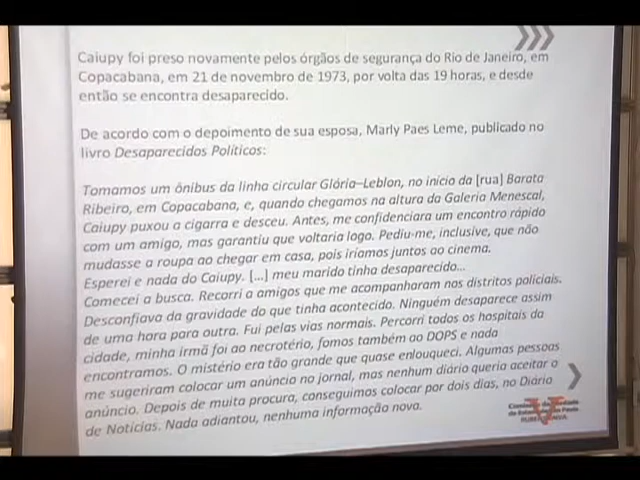 Caiupy foi preso novamente pelos órgãos de segurança do Rio de Janeiro, em
Copacabana, em 21 de novembro de 1973, por volta das 19 horas, e desde
então se encontra desaparecido.
De acordo com o depoimento de sua esposa, Marly Paes Leme, publicado no
livro Desaparecidos Políticos:
Tomamos um ônibus da linha circular Glória–Leblon, no início da [rua] Barata
Ribeiro, em Copacabana, e, quando chegamos na altura da Galeria Menescal,
Caiupy puxou a cigarra e desceu. Antes, me confidenciara um encontro rápido
com um amigo, mas garantiu que voltaria logo. Pediu-me, inclusive, que não
mudasse a roupa ao chegar em casa, pois iríamos juntos ao cinema.
Esperei e nada do Caiupy. [...] meu marido tinha desaparecido...
Comecei a busca. Recorri a amigos que me acompanharam nos distritos policiais.
Desconfiava da gravidade do que tinha acontecido. Ninguém desaparece assim
de uma hora para outra. Fui pelas vias normais. Percorri todos os hospitais da
cidade, minha irmã foi ao necrotério, fomos também ao DOPS e nada
encontramos. O mistério era tão grande que quase enlouqueci. Algumas pessoas
me sugeriram colocar um anúncio no jornal, mas nenhum diário queria aceitar o
anúncio. Depois de muita procura, conseguimos colocar por dois dias, no Diário
de Notícias. Nada adiantou, nenhuma informação nova.
Comissão da Verdade
do Estado de São Paulo